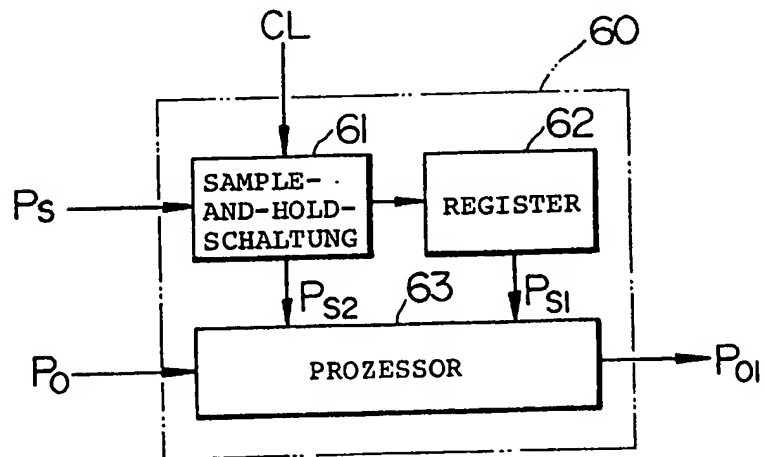 CL
60
61
62
SAMPLE-
AND-HOLD-
SCHALTUNG
REGISTER
PS
PS2
63
PS1
PO
PROZESSOR
PO1